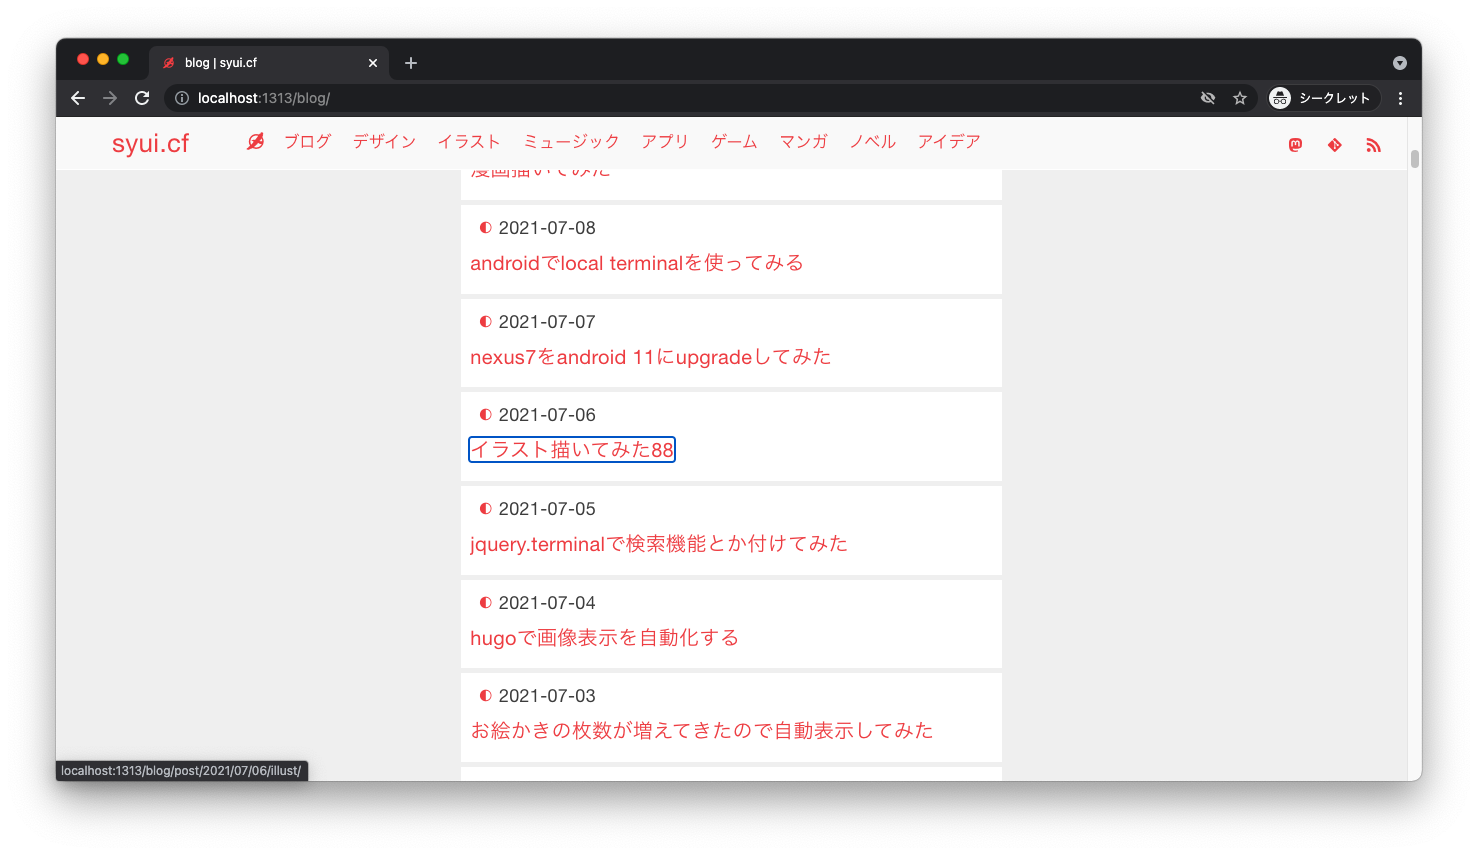 blog | syui.cf
localhost:1313/blog/
シークレット
syui.cf
ブログ デザイン イラスト ミュージック アプリ ゲーム マンガ ノベル アイデア
漫画描いてみた
2021-07-08
androidでlocal terminalを使ってみる
2021-07-07
nexus7をandroid 11にupgradeしてみた
2021-07-06
イラスト描いてみた88
2021-07-05
jquery.terminalで検索機能とか付けてみた
2021-07-04
hugoで画像表示を自動化する
2021-07-03
お絵かきの枚数が増えてきたので自動表示してみた
localhost:1313/blog/post/2021/07/06/illust/